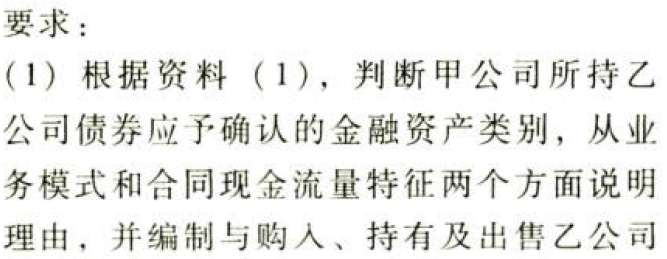 要求：
(1) 根据资料（1），判断甲公司所持乙
公司债券应予确认的金融资产类别，从业
务模式和合同现金流量特征两个方面说明
理由，并编制与购入、持有及出售乙公司